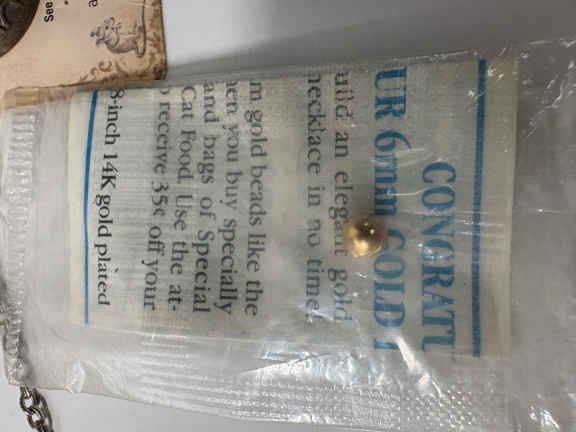 CONGRATU
UR 6mm GOLD
uild an elegant gold
necklace in no time
m gold beads like the
en you buy specially
and bags of Special
Cat Food. Use the at-
receive 35¢ off your
8-inch 14K gold plated
sees